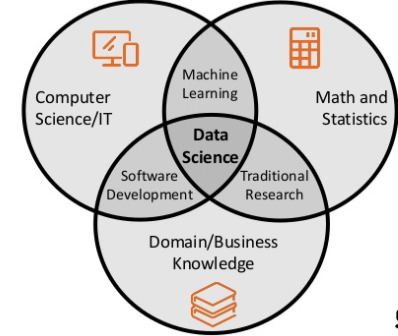 Machine
Learning
Computer
Science/IT
Math and
Statistics
Data
Science
Software
Development
Traditional
Research
Domain/Business
Knowledge